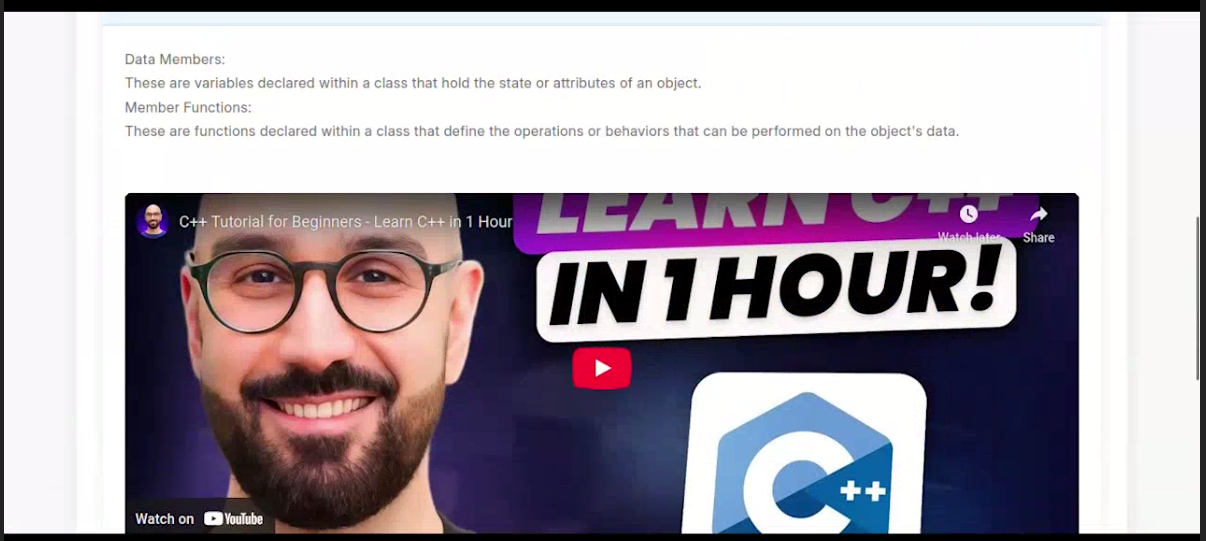 Data Members:
These are variables declared within a class that hold the state or attributes of an object.
Member Functions:
These are functions declared within a class that define the operations or behaviors that can be performed on the object's data.
C++ Tutorial for Beginners - Learn C++ in 1 Hour
LEARN C++
Watch later
Share
IN 1 HOUR!
C++
Watch on YouTube